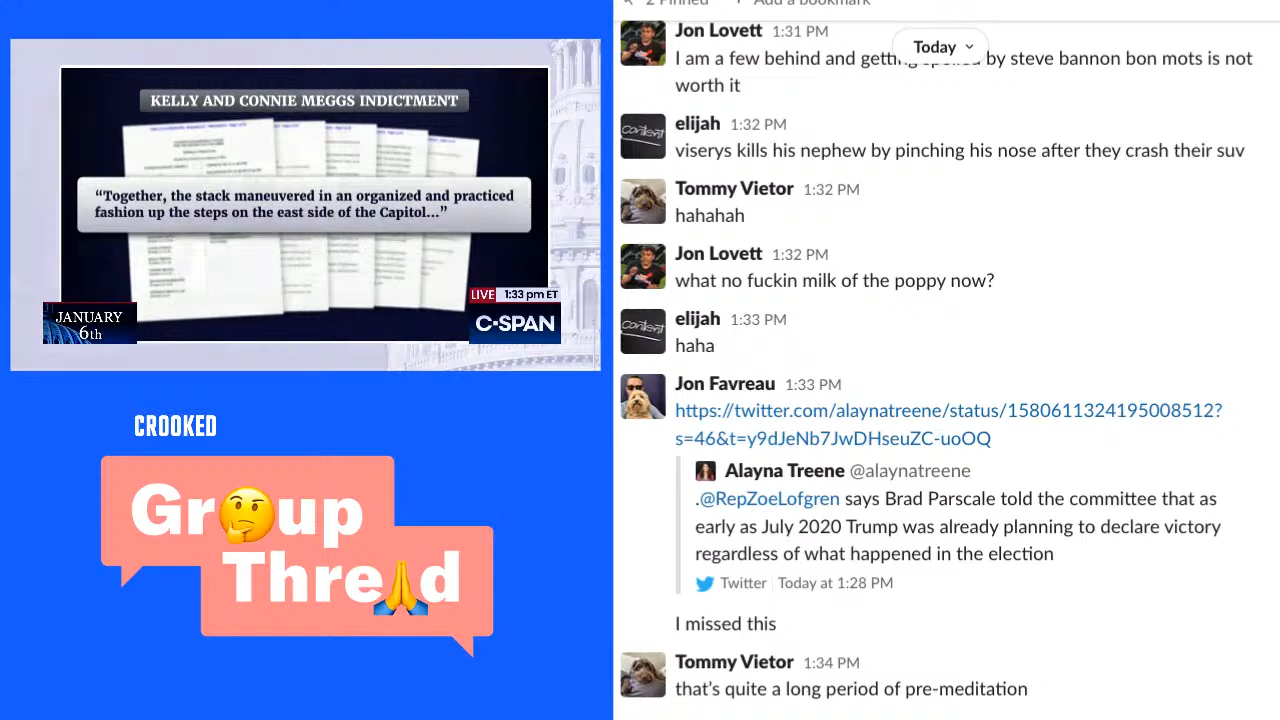 KELLY AND CONNIE MEGGS INDICTMENT
“Together, the stack maneuvered in an organized and practiced
fashion up the steps on the east side of the Capitol...”
JANUARY
6th
LIVE 1:33 pm ET
C-SPAN
CROOKED
Gr🤔up
Thre🙏d
2 Pinned + Add a bookmark
Today
Jon Lovett 1:31 PM
I am a few behind and getting spoiled by steve bannon bon mots is not
worth it
elijah 1:32 PM
viserys kills his nephew by pinching his nose after they crash their suv
Tommy Vietor 1:32 PM
hahahah
Jon Lovett 1:32 PM
what no fuckin milk of the poppy now?
elijah 1:33 PM
haha
Jon Favreau 1:33 PM
https://twitter.com/alaynatreene/status/1580611324195008512?
s=46&t=y9dJeNb7JwDHseuZC-uoOQ
Alayna Treene @alaynatreene
.@RepZoeLofgren says Brad Parscale told the committee that as
early as July 2020 Trump was already planning to declare victory
regardless of what happened in the election
Twitter | Today at 1:28 PM
I missed this
Tommy Vietor 1:34 PM
that’s quite a long period of pre-meditation